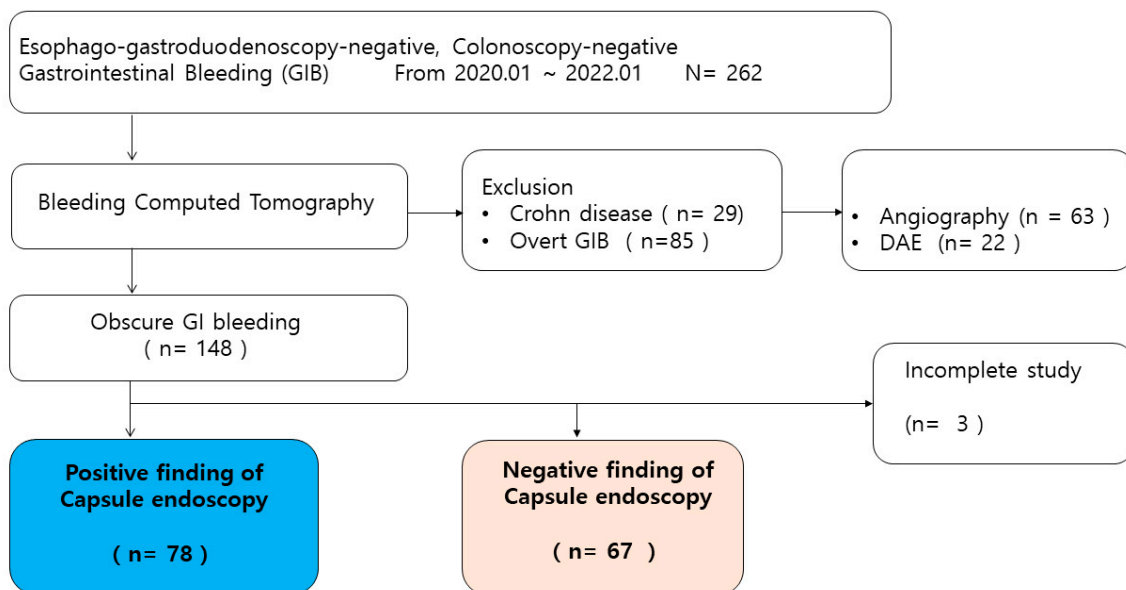 Esophago-gastroduodenoscopy-negative, Colonoscopy-negative
Gastrointestinal Bleeding (GIB) From 2020.01 ~ 2022.01 N= 262
Bleeding Computed Tomography
Exclusion
• Crohn disease ( n= 29)
• Overt GIB ( n=85 )
• Angiography (n = 63 )
• DAE (n= 22 )
Obscure GI bleeding
( n= 148 )
Incomplete study
(n= 3 )
Positive finding of
Capsule endoscopy
( n= 78 )
Negative finding of
Capsule endoscopy
( n= 67 )